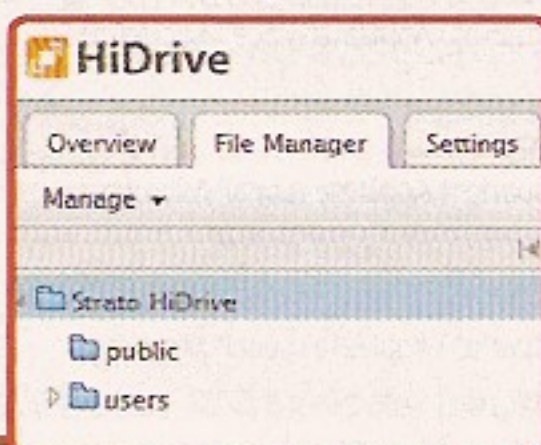 HiDrive
Overview File Manager Settings
Manage
Strato HiDrive
public
users